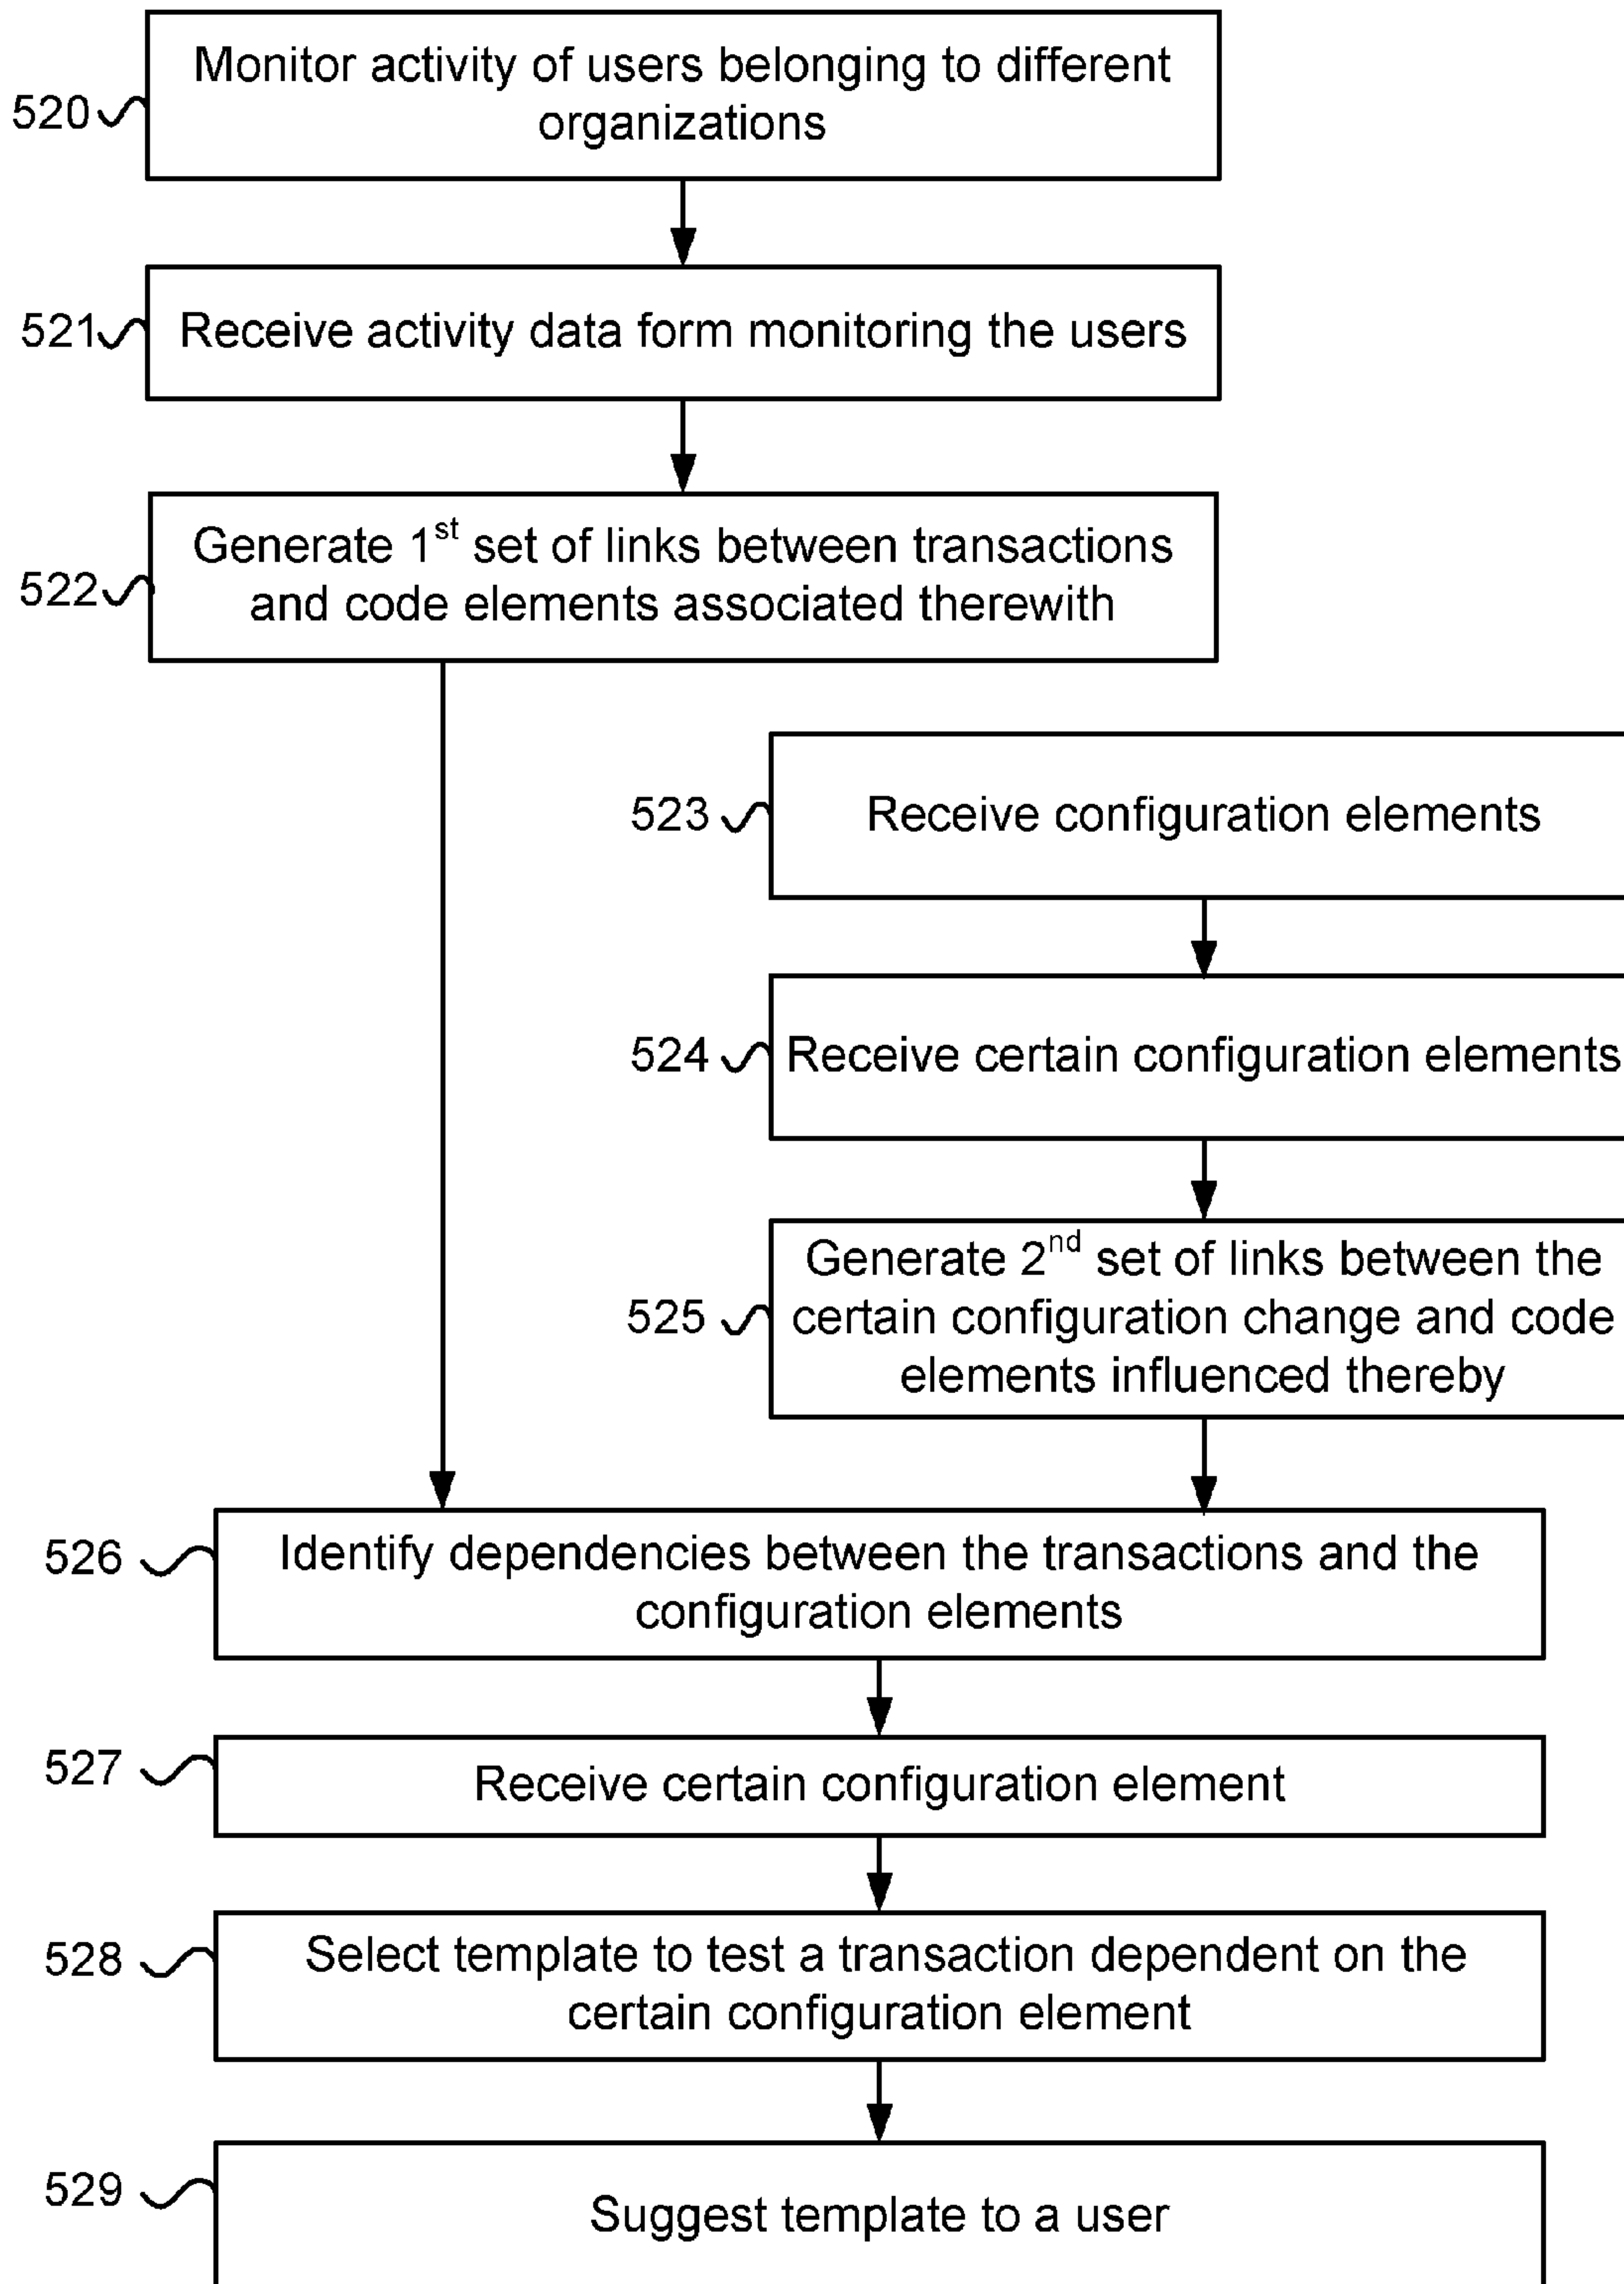 520
Monitor activity of users belonging to different
organizations
521
Receive activity data form monitoring the users
522
Generate 1st set of links between transactions
and code elements associated therewith
523
Receive configuration elements
524
Receive certain configuration elements
525
Generate 2nd set of links between the
certain configuration change and code
elements influenced thereby
526
Identify dependencies between the transactions and the
configuration elements
527
Receive certain configuration element
528
Select template to test a transaction dependent on the
certain configuration element
529
Suggest template to a user